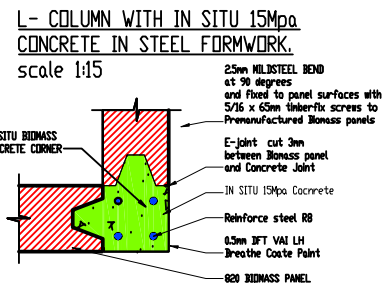 L- COLUMN WITH IN SITU 15Mpa
CONCRETE IN STEEL FORMWORK.
scale 1:15
25mm MILDSTEEL BEND
at 90 degrees
and fixed to panel surfaces with
5/16 x 65mm timberfix screws to
Premanufactured Biomass panels
SITU BIOMASS
CRETE CORNER
E-joint cut 3mm
between Biomass panel
and Concrete Joint
IN SITU 15Mpa Cocnrete
Reinforce steel R8
0.5mm DFT VAI LH
Breathe Coate Paint
820 BIOMASS PANEL